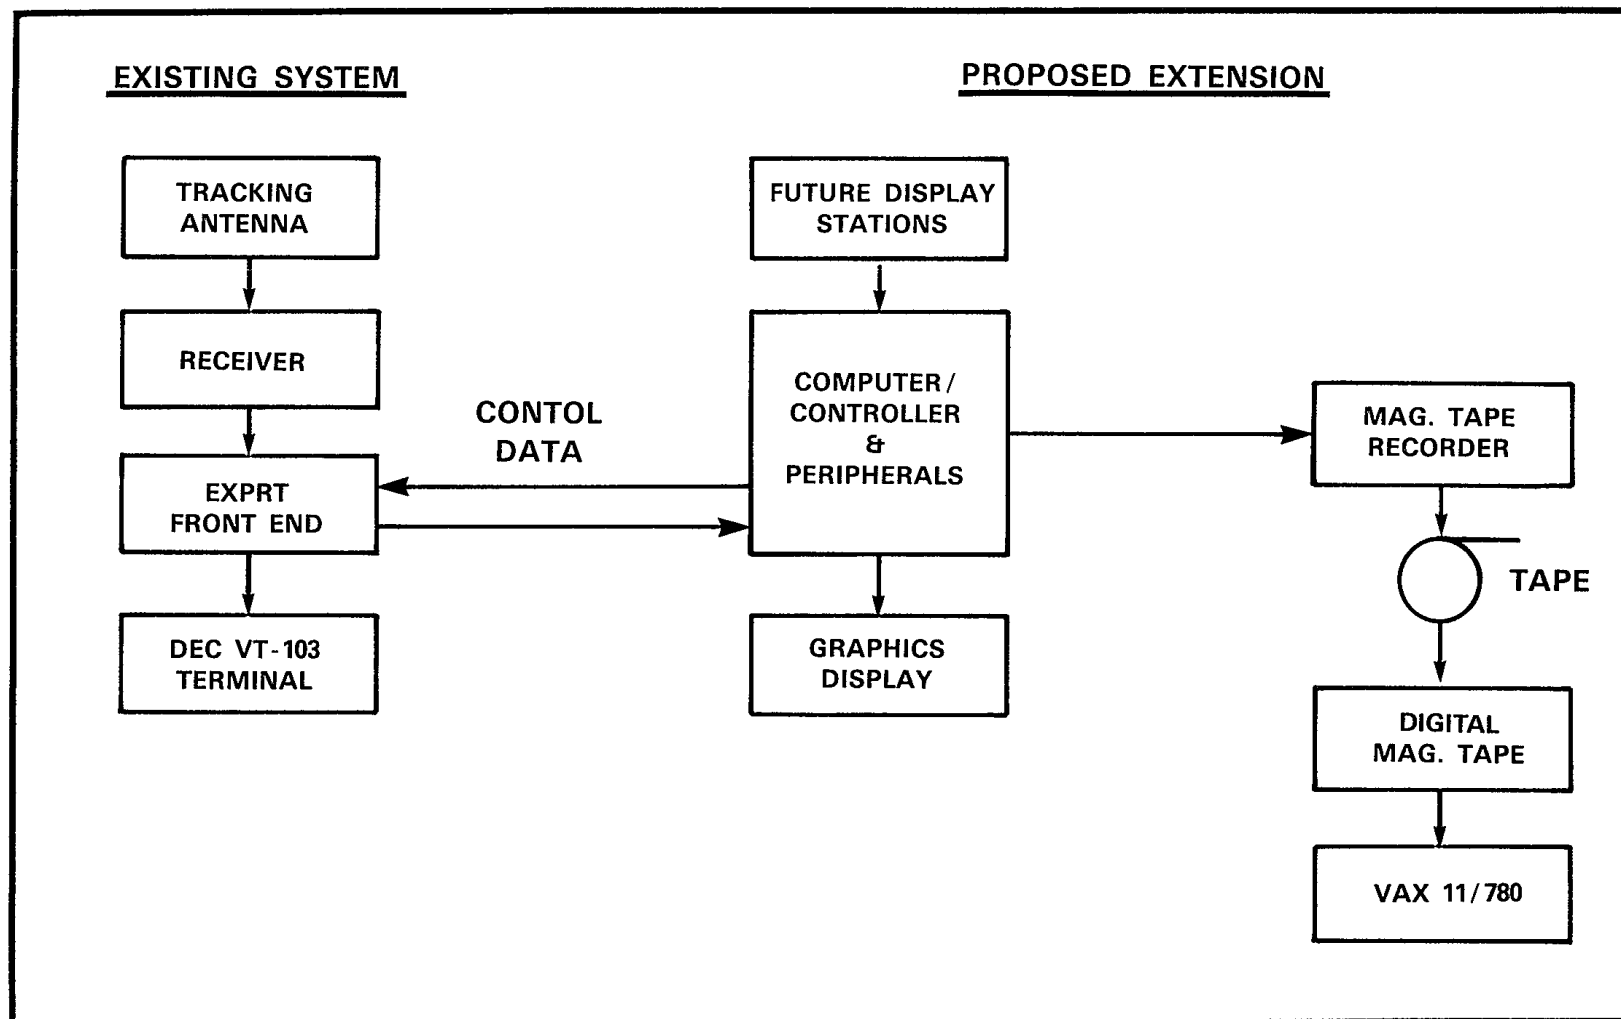 EXISTING SYSTEM
PROPOSED EXTENSION
TRACKING
ANTENNA
RECEIVER
EXPRT
FRONT END
DEC VT-103
TERMINAL
CONTOL
DATA
FUTURE DISPLAY
STATIONS
COMPUTER/
CONTROLLER
&
PERIPHERALS
GRAPHICS
DISPLAY
MAG. TAPE
RECORDER
TAPE
DIGITAL
MAG. TAPE
VAX 11/780